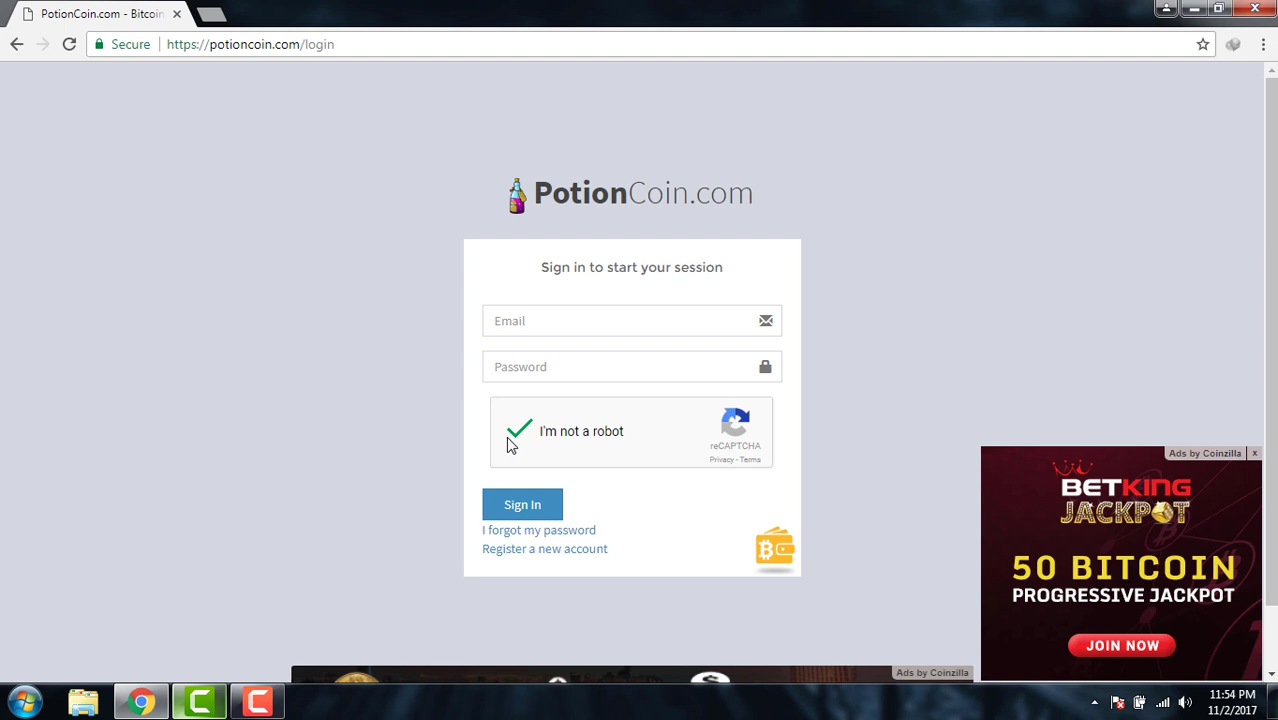 PotionCoin.com - Bitcoin
Secure
https://potioncoin.com/login
PotionCoin.com
Sign in to start your session
Email
Password
I'm not a robot
reCAPTCHA
Privacy - Terms
Sign In
I forgot my password
Register a new account
Ads by Coinzilla x
BETKING
JACKPOT
50 BITCOIN
PROGRESSIVE JACKPOT
JOIN NOW
Ads by Coinzilla
11:54 PM
11/2/2017